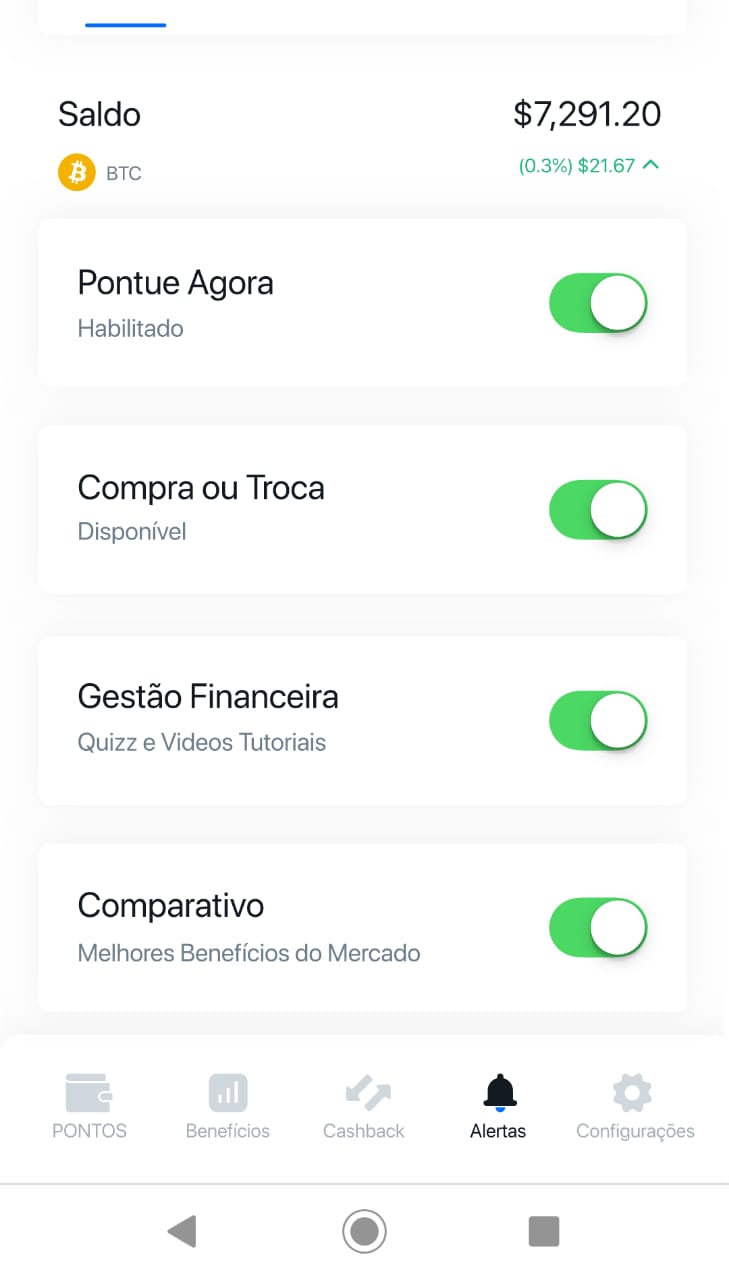 Saldo
$7,291.20
BTC
(0.3%) $21.67
Pontue Agora
Habilitado
Compra ou Troca
Disponível
Gestão Financeira
Quizz e Videos Tutoriais
Comparativo
Melhores Benefícios do Mercado
PONTOS
Benefícios
Cashback
Alertas
Configurações